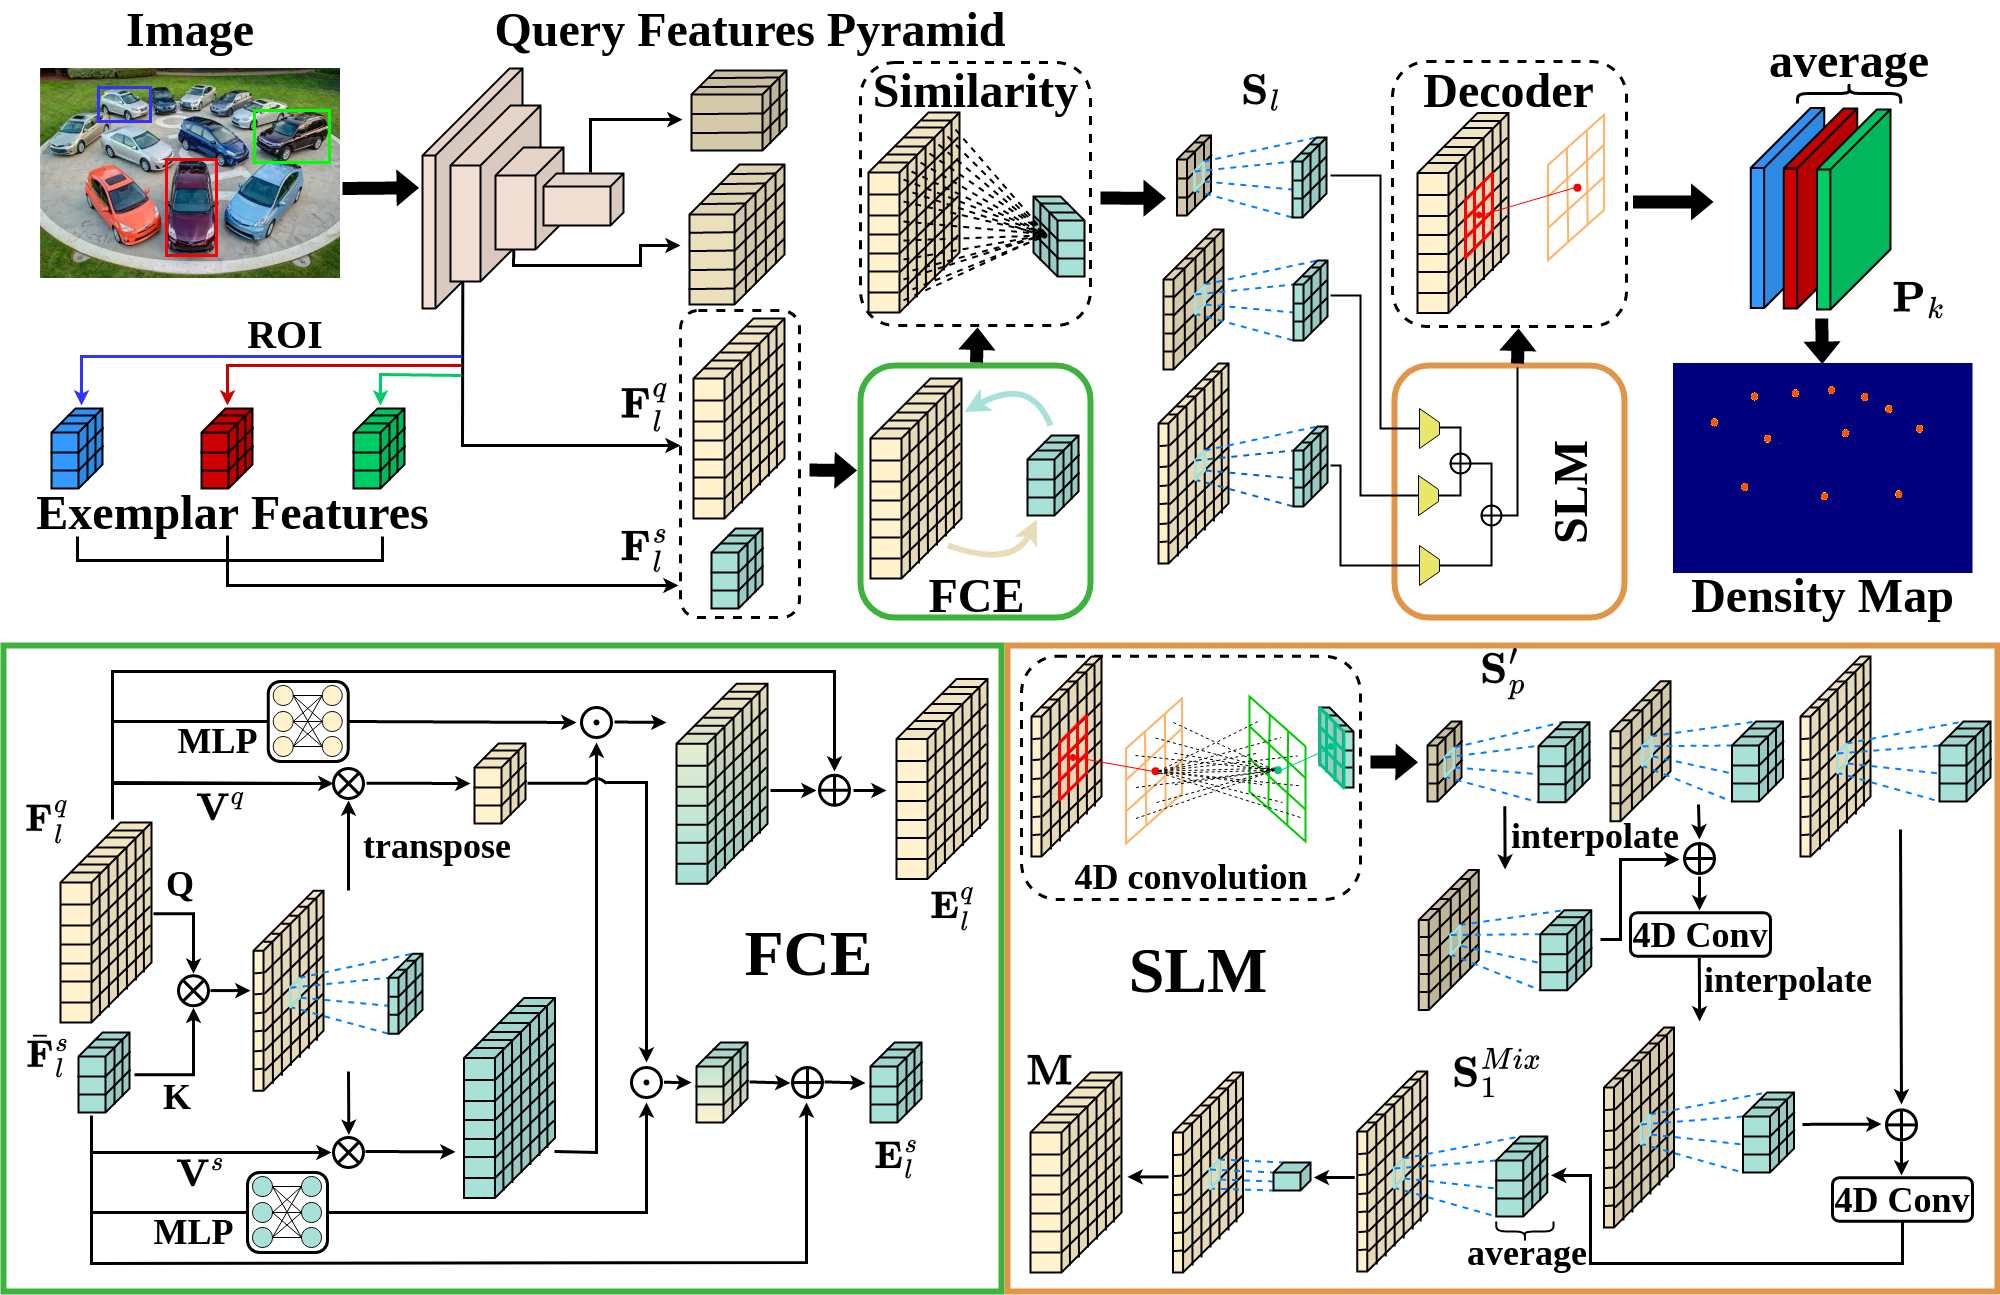 Image
Query Features Pyramid
Similarity
S_l
Decoder
average
P_k
ROI
F_l^q
Exemplar Features
F_l^s
FCE
SLM
Density Map
MLP
V^q
F_l^q
transpose
Q
E_l^q
FCE
F̄_l^s
K
V^s
MLP
E_l^s
S'_p
interpolate
4D convolution
4D Conv
SLM
interpolate
M
S_1^{Mix}
4D Conv
average